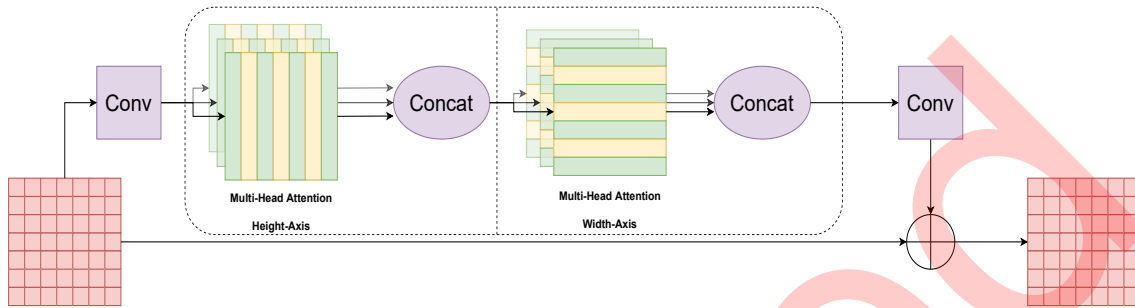 Conv
Concat
Concat
Conv
Multi-Head Attention
Height-Axis
Multi-Head Attention
Width-Axis